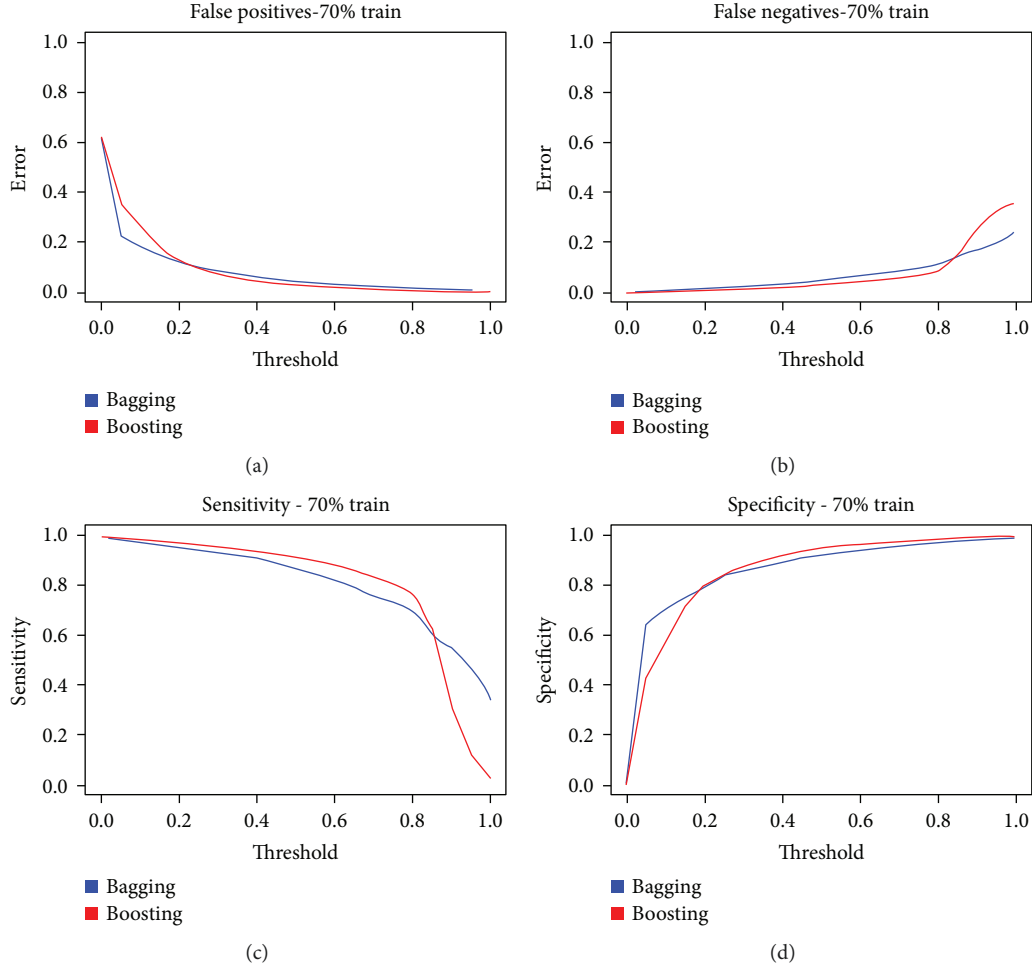 False positives-70% train
1.0
0.8
0.6
0.4
0.2
0.0
Error
0.0 0.2 0.4 0.6 0.8 1.0
Threshold
Bagging
Boosting
(a)
False negatives-70% train
1.0
0.8
0.6
0.4
0.2
0.0
Error
0.0 0.2 0.4 0.6 0.8 1.0
Threshold
Bagging
Boosting
(b)
Sensitivity - 70% train
1.0
0.8
0.6
0.4
0.2
0.0
Sensitivity
0.0 0.2 0.4 0.6 0.8 1.0
Threshold
Bagging
Boosting
(c)
Specificity - 70% train
1.0
0.8
0.6
0.4
0.2
0.0
Specificity
0.0 0.2 0.4 0.6 0.8 1.0
Threshold
Bagging
Boosting
(d)